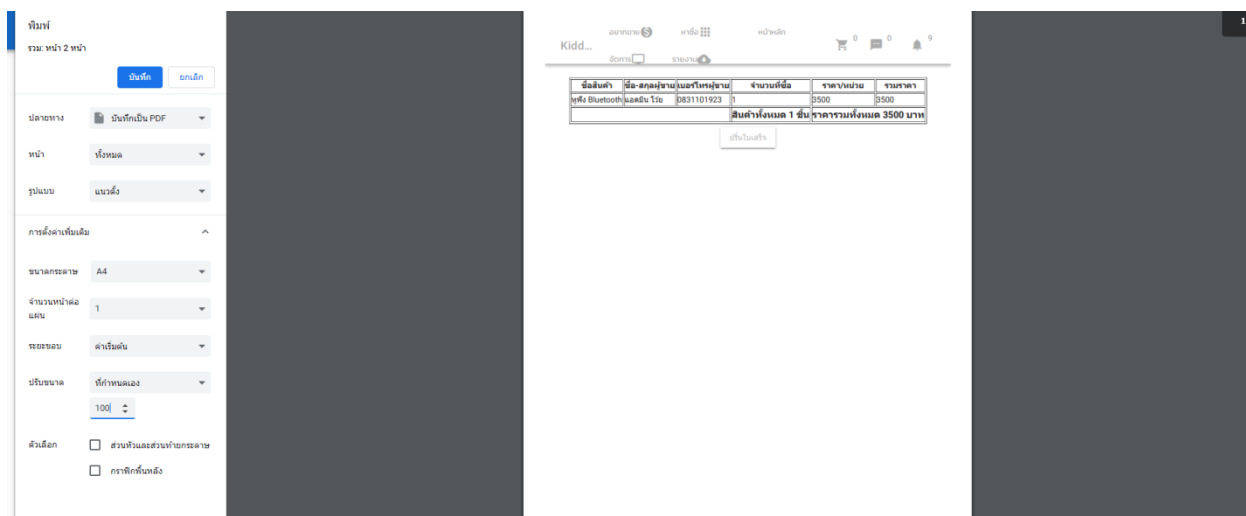 พิมพ์
รวม: หน้า 2 หน้า
บันทึก ยกเลิก
ปลายทาง บันทึกเป็น PDF
หน้า ทั้งหมด
รูปแบบ แนวตั้ง
การตั้งค่าเพิ่มเติม
ขนาดกระดาษ A4
จำนวนหน้าต่อ
แผ่น 1
ระยะขอบ ค่าเริ่มต้น
ปรับขนาด ที่กำหนดเอง
100
ตัวเลือก ส่วนหัวและส่วนท้ายกระดาษ
กราฟิกพื้นหลัง
1
อยากขาย หาซื้อ หน้าหลัก
Kidd... 0 0 9
จัดการ รายงาน
ชื่อสินค้า ชื่อ-สกุลผู้ขาย เบอร์โทรผู้ขาย จำนวนที่ซื้อ ราคา/หน่วย รวมราคา
หูฟัง Bluetooth แอดมิน โว้ย 0831101923 1 3500 3500
สินค้าทั้งหมด 1 ชิ้น ราคารวมทั้งหมด 3500 บาท
ปริ้นใบเสร็จ